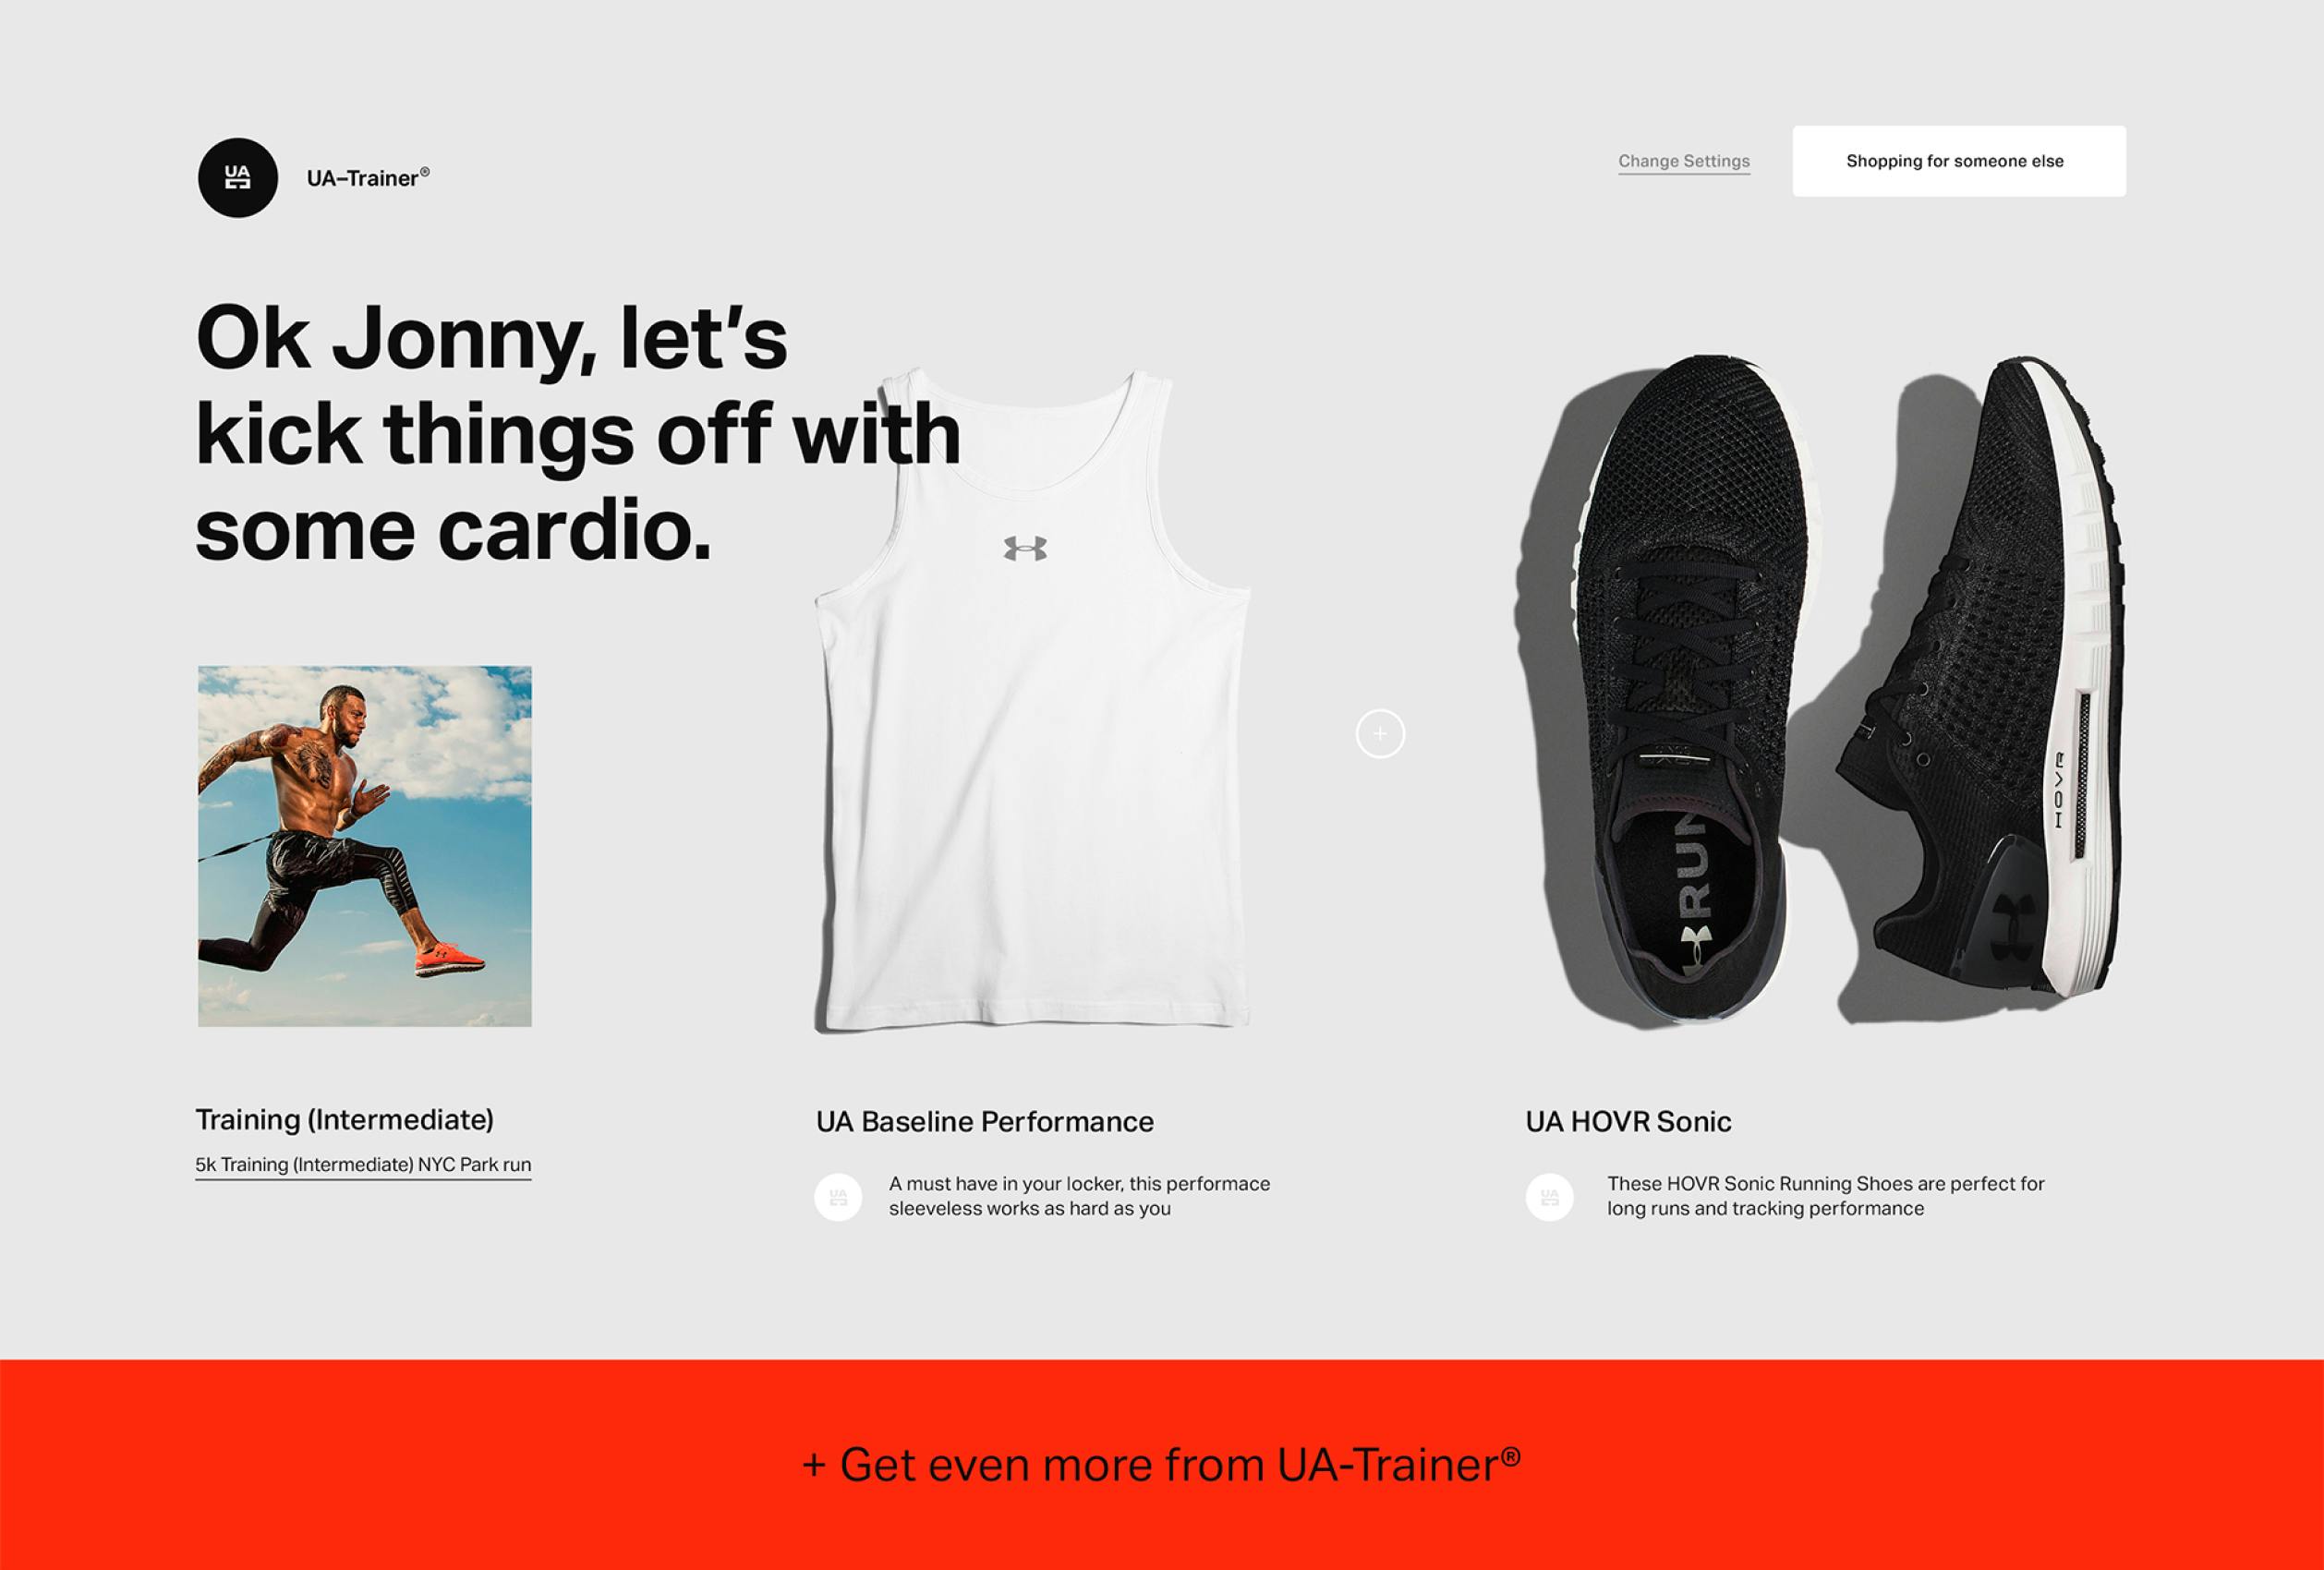 UA
UA–Trainer®
Change Settings
Shopping for someone else
Ok Jonny, let’s
kick things off with
some cardio.
+
RUN
HOVR
Training (Intermediate)
5k Training (Intermediate) NYC Park run
UA Baseline Performance
UA
A must have in your locker, this performace
sleeveless works as hard as you
UA HOVR Sonic
UA
These HOVR Sonic Running Shoes are perfect for
long runs and tracking performance
+ Get even more from UA-Trainer®